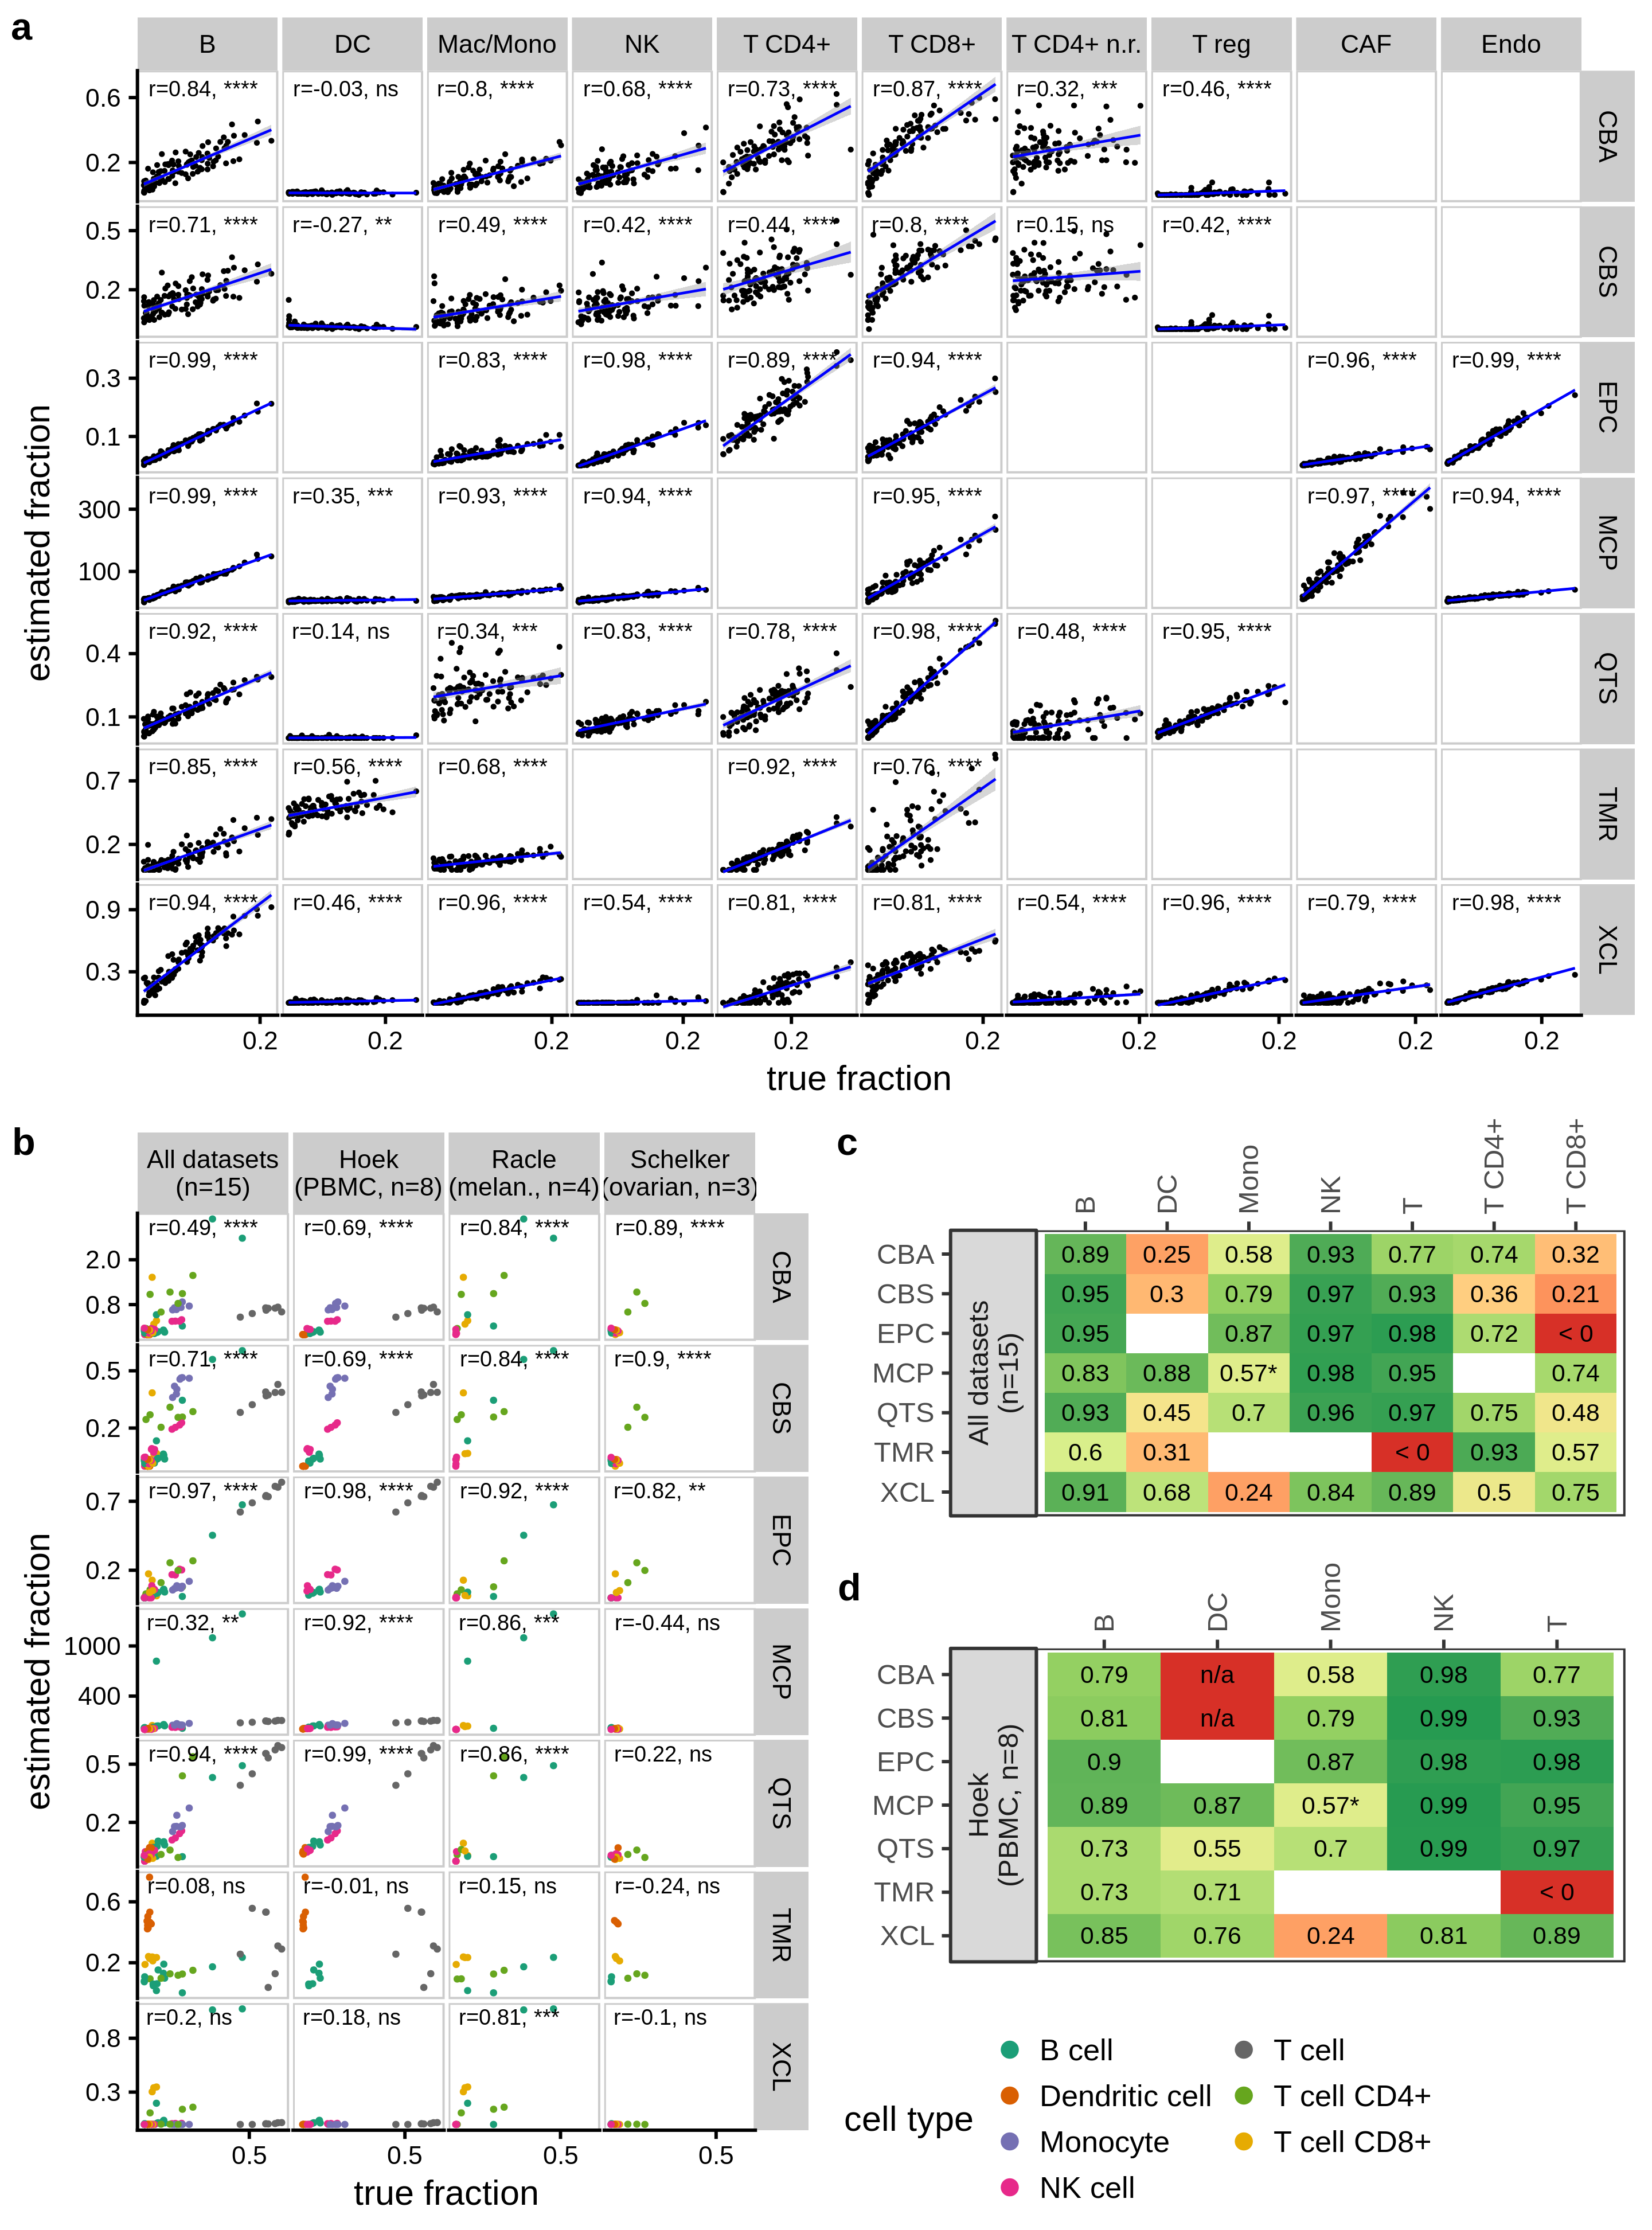 a
B DC Mac/Mono NK T CD4+ T CD8+ T CD4+ n.r. T reg CAF Endo
r=0.84, **** r=-0.03, ns r=0.8, **** r=0.68, **** r=0.73, **** r=0.87, **** r=0.32, *** r=0.46, ****
0.6
0.2
CBA
r=0.71, **** r=-0.27, ** r=0.49, **** r=0.42, **** r=0.44, **** r=0.8, **** r=0.15, ns r=0.42, ****
0.5
0.2
CBS
r=0.99, **** r=0.83, **** r=0.98, **** r=0.89, **** r=0.94, **** r=0.96, **** r=0.99, ****
0.3
0.1
EPC
r=0.99, **** r=0.35, *** r=0.93, **** r=0.94, **** r=0.95, **** r=0.97, **** r=0.94, ****
300
100
MCP
r=0.92, **** r=0.14, ns r=0.34, *** r=0.83, **** r=0.78, **** r=0.98, **** r=0.48, **** r=0.95, ****
0.4
0.1
QTS
r=0.85, **** r=0.56, **** r=0.68, **** r=0.92, **** r=0.76, ****
0.7
0.2
TMR
r=0.94, **** r=0.46, **** r=0.96, **** r=0.54, **** r=0.81, **** r=0.81, **** r=0.54, **** r=0.96, **** r=0.79, **** r=0.98, ****
0.9
0.3
XCL
estimated fraction
0.2 0.2 0.2 0.2 0.2 0.2 0.2 0.2 0.2 0.2
true fraction
b
All datasets Hoek Racle Schelker
(n=15) (PBMC, n=8) (melan., n=4) (ovarian, n=3)
r=0.49, **** r=0.69, **** r=0.84, **** r=0.89, ****
2.0
0.8
CBA
r=0.71, **** r=0.69, **** r=0.84, **** r=0.9, ****
0.5
0.2
CBS
r=0.97, **** r=0.98, **** r=0.92, **** r=0.82, **
0.7
0.2
EPC
r=0.32, ** r=0.92, **** r=0.86, *** r=-0.44, ns
1000
400
MCP
r=0.94, **** r=0.99, **** r=0.86, **** r=0.22, ns
0.5
0.2
QTS
r=0.08, ns r=-0.01, ns r=0.15, ns r=-0.24, ns
0.6
0.2
TMR
r=0.2, ns r=0.18, ns r=0.81, *** r=-0.1, ns
0.8
0.3
XCL
estimated fraction
0.5 0.5 0.5 0.5
true fraction
c
B DC Mono NK T T CD4+ T CD8+
All datasets
(n=15)
CBA 0.89 0.25 0.58 0.93 0.77 0.74 0.32
CBS 0.95 0.3 0.79 0.97 0.93 0.36 0.21
EPC 0.95 0.87 0.97 0.98 0.72 < 0
MCP 0.83 0.88 0.57* 0.98 0.95 0.74
QTS 0.93 0.45 0.7 0.96 0.97 0.75 0.48
TMR 0.6 0.31 < 0 0.93 0.57
XCL 0.91 0.68 0.24 0.84 0.89 0.5 0.75
d
B DC Mono NK T
Hoek
(PBMC, n=8)
CBA 0.79 n/a 0.58 0.98 0.77
CBS 0.81 n/a 0.79 0.99 0.93
EPC 0.9 0.87 0.98 0.98
MCP 0.89 0.87 0.57* 0.99 0.95
QTS 0.73 0.55 0.7 0.99 0.97
TMR 0.73 0.71 < 0
XCL 0.85 0.76 0.24 0.81 0.89
cell type
B cell T cell
Dendritic cell T cell CD4+
Monocyte T cell CD8+
NK cell